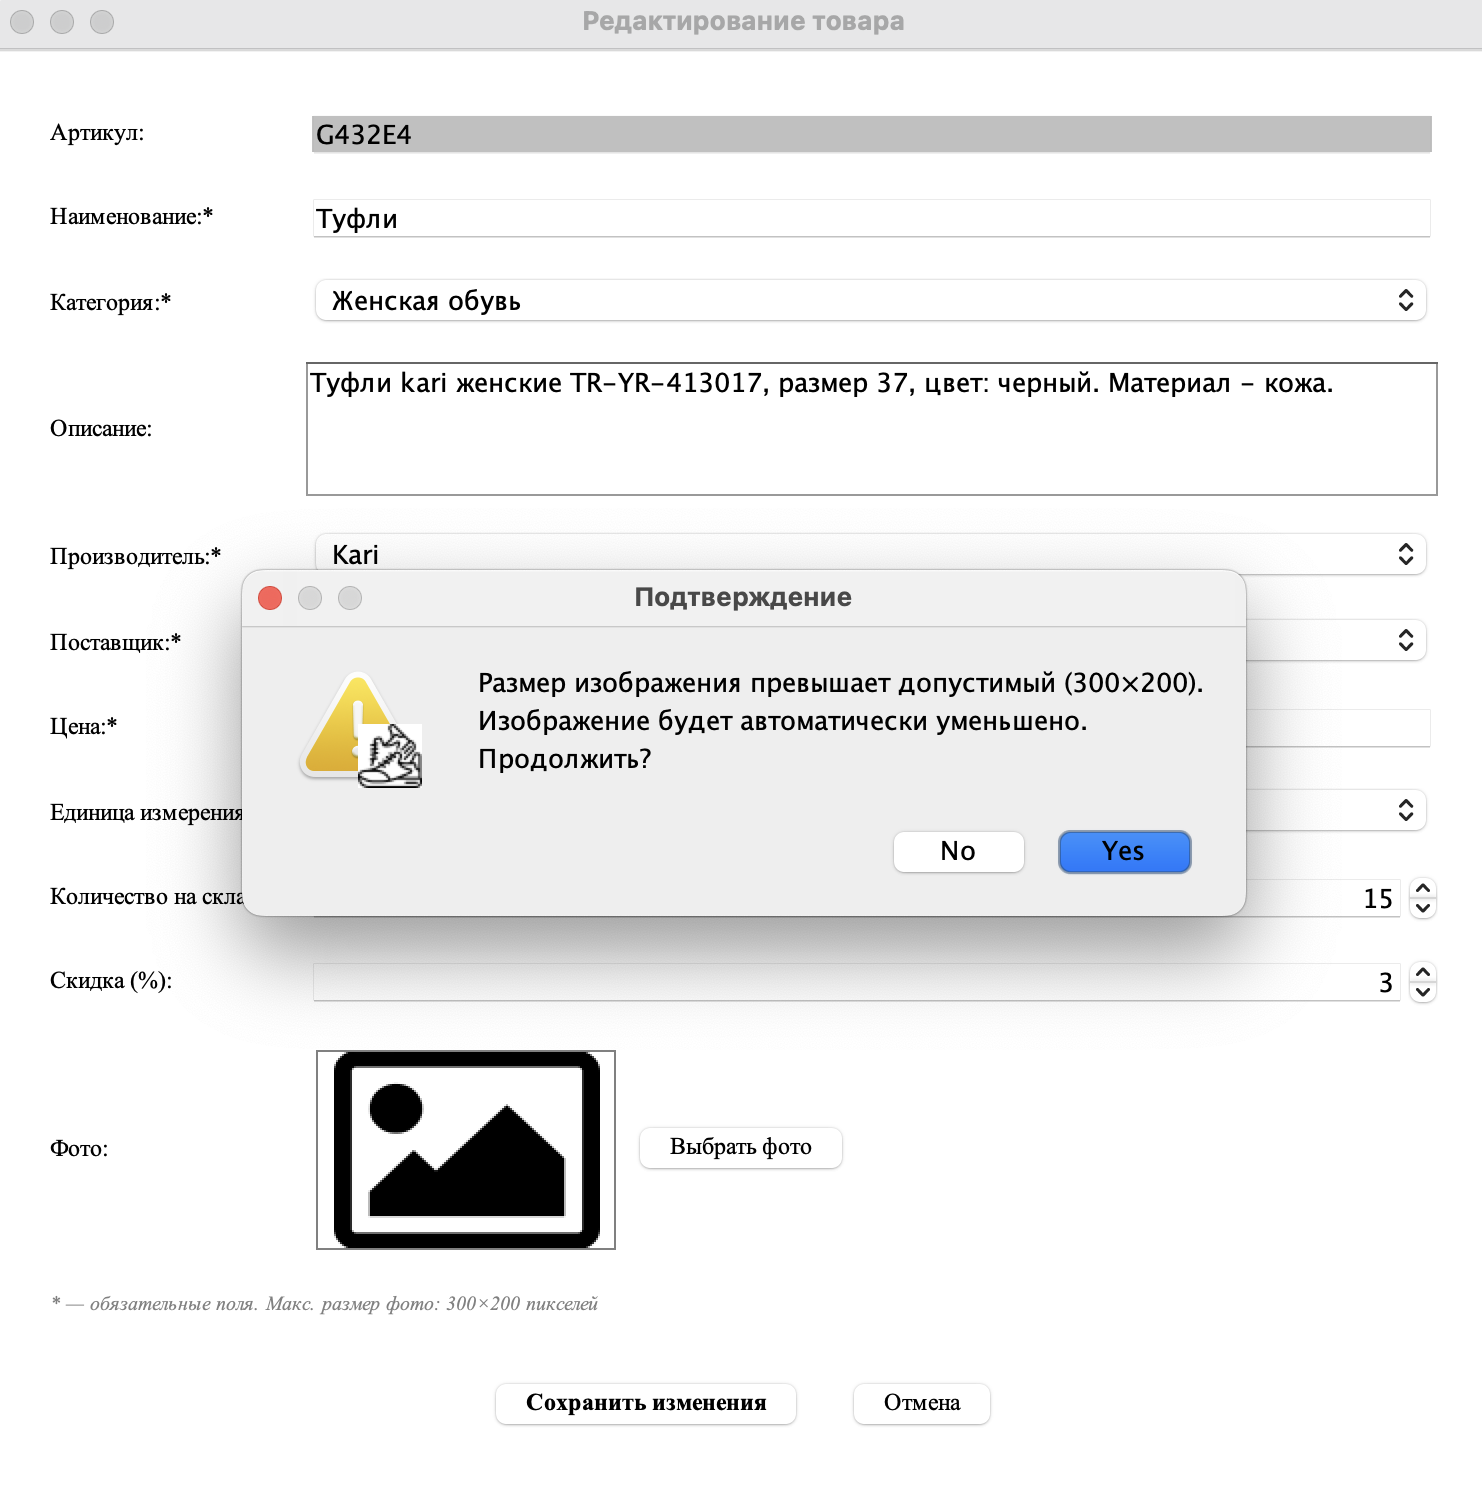 Редактирование товара
Артикул:
G432E4
Наименование:*
Туфли
Категория:*
Женская обувь
Описание:
Туфли kari женские TR-YR-413017, размер 37, цвет: черный. Материал - кожа.
Производитель:*
Kari
Подтверждение
Поставщик:*
Размер изображения превышает допустимый (300×200).
Изображение будет автоматически уменьшено.
Продолжить?
Цена:*
Единица измерения
No
Yes
Количество на скла
15
Скидка (%):
3
Фото:
Выбрать фото
* — обязательные поля. Макс. размер фото: 300×200 пикселей
Сохранить изменения
Отмена